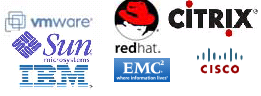 vmware
redhat.
CITRIX®
Sun
microsystems
IBM
EMC²
where information lives®
CISCO